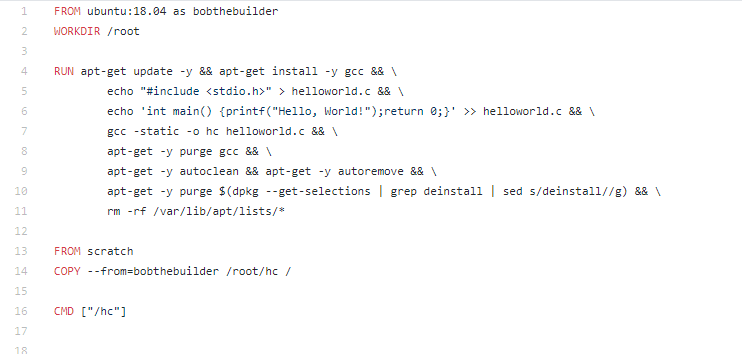 1 FROM ubuntu:18.04 as bobthebuilder
2 WORKDIR /root
3
4 RUN apt-get update -y && apt-get install -y gcc && \
5 echo "#include <stdio.h>" > helloworld.c && \
6 echo 'int main() {printf("Hello, World!");return 0;}' >> helloworld.c && \
7 gcc -static -o hc helloworld.c && \
8 apt-get -y purge gcc && \
9 apt-get -y autoclean && apt-get -y autoremove && \
10 apt-get -y purge $(dpkg --get-selections | grep deinstall | sed s/deinstall//g) && \
11 rm -rf /var/lib/apt/lists/*
12
13 FROM scratch
14 COPY --from=bobthebuilder /root/hc /
15
16 CMD ["/hc"]
17
18